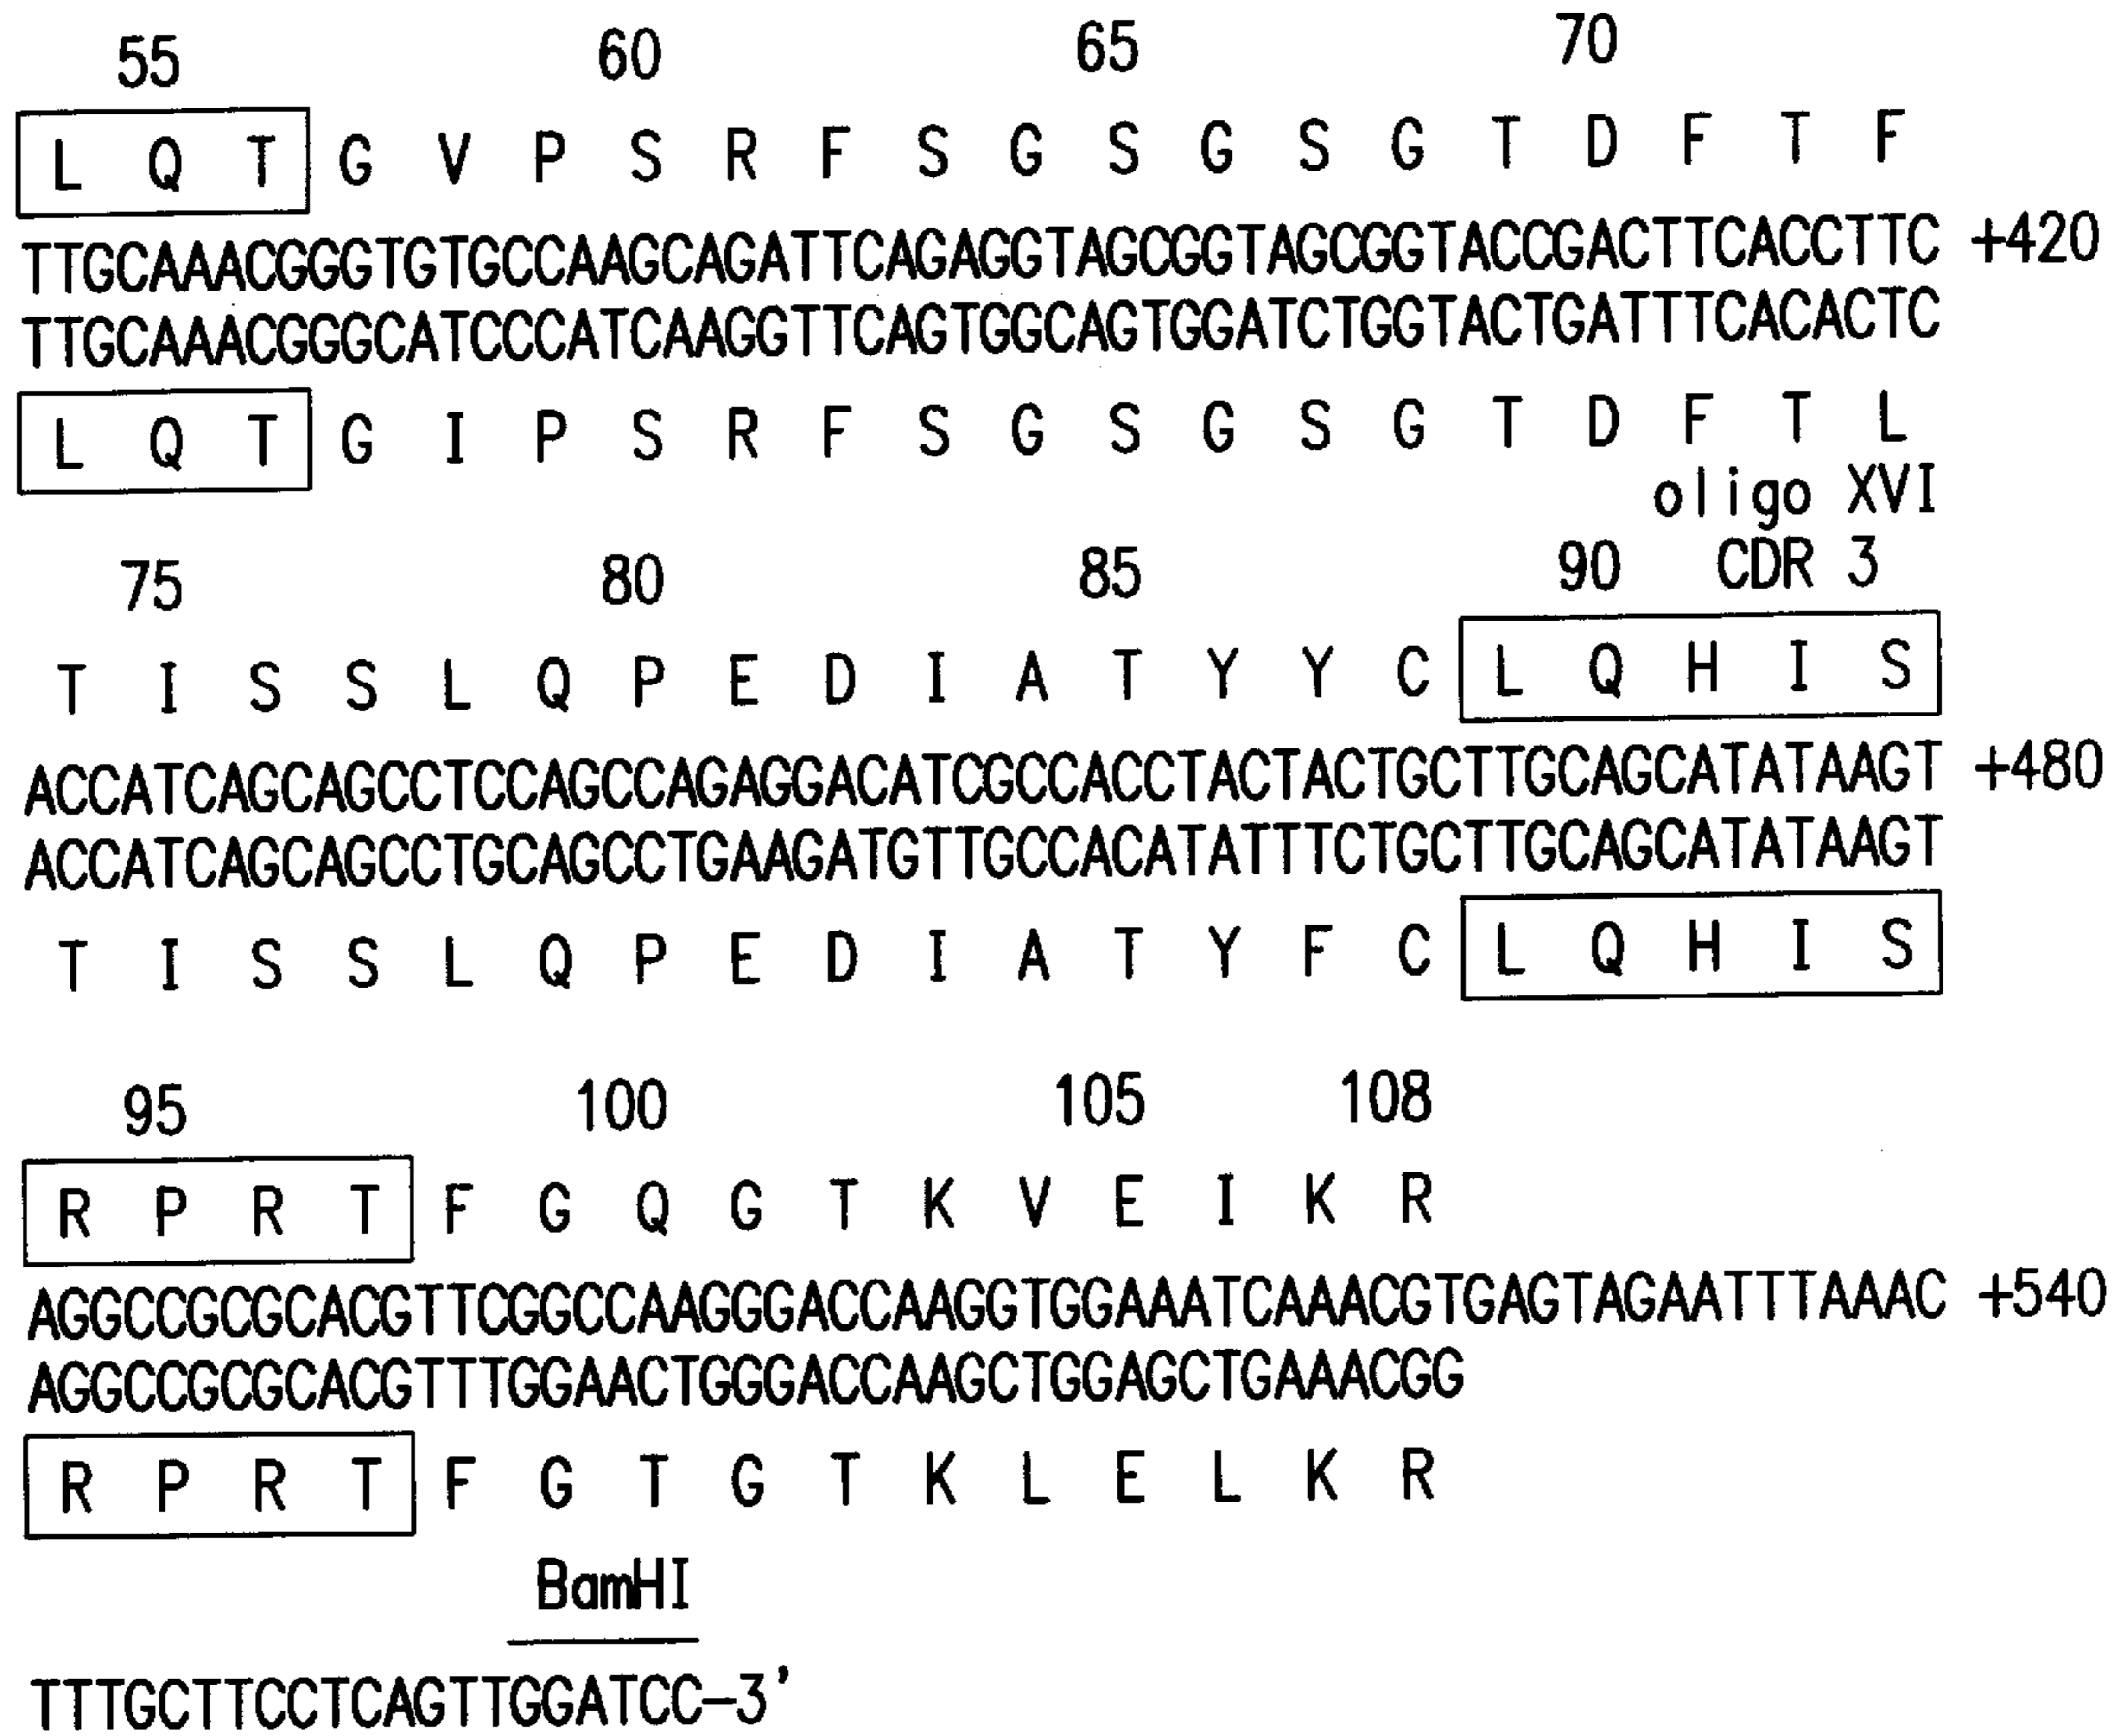 55 60 65 70
L Q T G V P S R F S G S G S G T D F T F
TTGCAAACGGGTGTGCCAAGCAGATTCAGAGGTAGCGGTAGCGGTACCGACTTCACCTTC +420
TTGCAAACGGGCATCCCATCAAGGTTCAGTGGCAGTGGATCTGGTACTGATTTCACACTC
L Q T G I P S R F S G S G S G T D F T L
oligo XVI
75 80 85 90 CDR 3
T I S S L Q P E D I A T Y Y C L Q H I S
ACCATCAGCAGCCTCCAGCCAGAGGACATCGCCACCTACTACTGCTTGCAGCATATAAGT +480
ACCATCAGCAGCCTGCAGCCTGAAGATGTTGCCACATATTTCTGCTTGCAGCATATAAGT
T I S S L Q P E D I A T Y F C L Q H I S
95 100 105 108
R P R T F G Q G T K V E I K R
AGGCCGCGCACGTTCGGCCAAGGGACCAAGGTGGAAATCAAACGTGAGTAGAATTTAAAC +540
AGGCCGCGCACGTTTGGAACTGGGACCAAGCTGGAGCTGAAACGG
R P R T F G T G T K L E L K R
BamHI
TTTGCTTCCTCAGTTGGATCC-3'